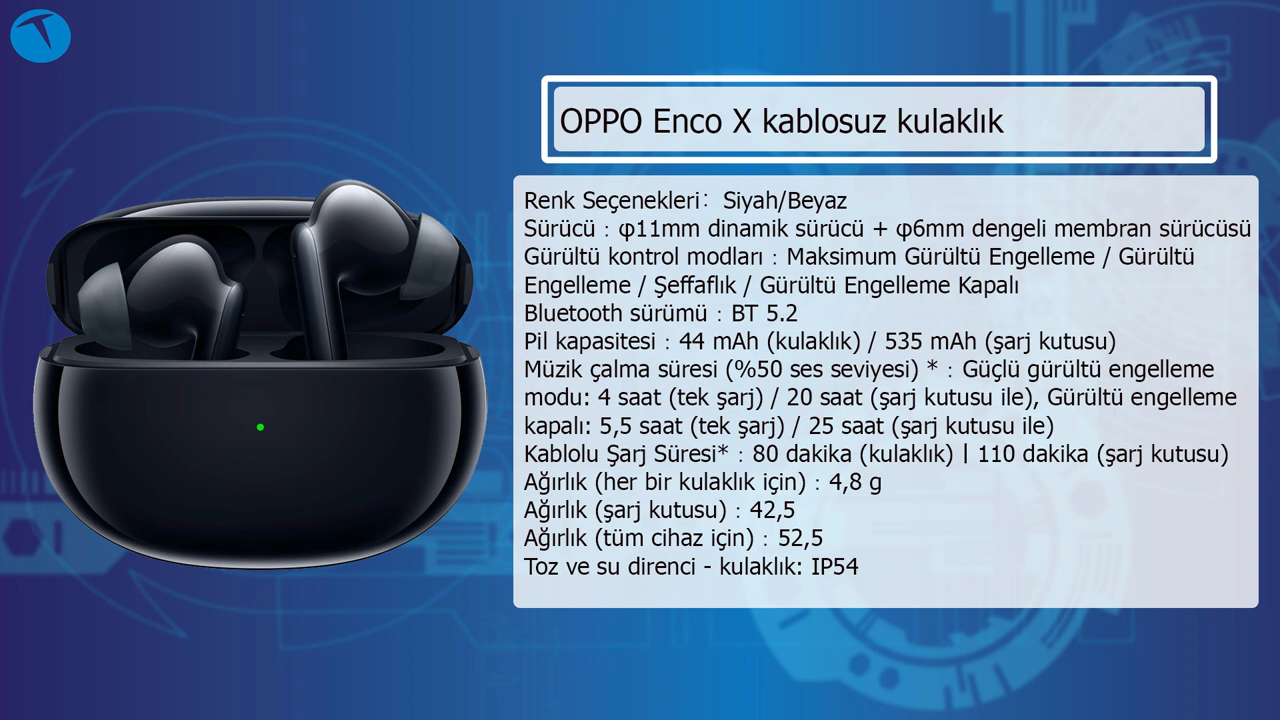 OPPO Enco X kablosuz kulaklık
Renk Seçenekleri: Siyah/Beyaz
Sürücü : φ11mm dinamik sürücü + φ6mm dengeli membran sürücüsü
Gürültü kontrol modları : Maksimum Gürültü Engelleme / Gürültü
Engelleme / Şeffaflık / Gürültü Engelleme Kapalı
Bluetooth sürümü : BT 5.2
Pil kapasitesi : 44 mAh (kulaklık) / 535 mAh (şarj kutusu)
Müzik çalma süresi (%50 ses seviyesi) * : Güçlü gürültü engelleme
modu: 4 saat (tek şarj) / 20 saat (şarj kutusu ile), Gürültü engelleme
kapalı: 5,5 saat (tek şarj) / 25 saat (şarj kutusu ile)
Kablolu Şarj Süresi* : 80 dakika (kulaklık) | 110 dakika (şarj kutusu)
Ağırlık (her bir kulaklık için) : 4,8 g
Ağırlık (şarj kutusu) : 42,5
Ağırlık (tüm cihaz için) : 52,5
Toz ve su direnci - kulaklık: IP54